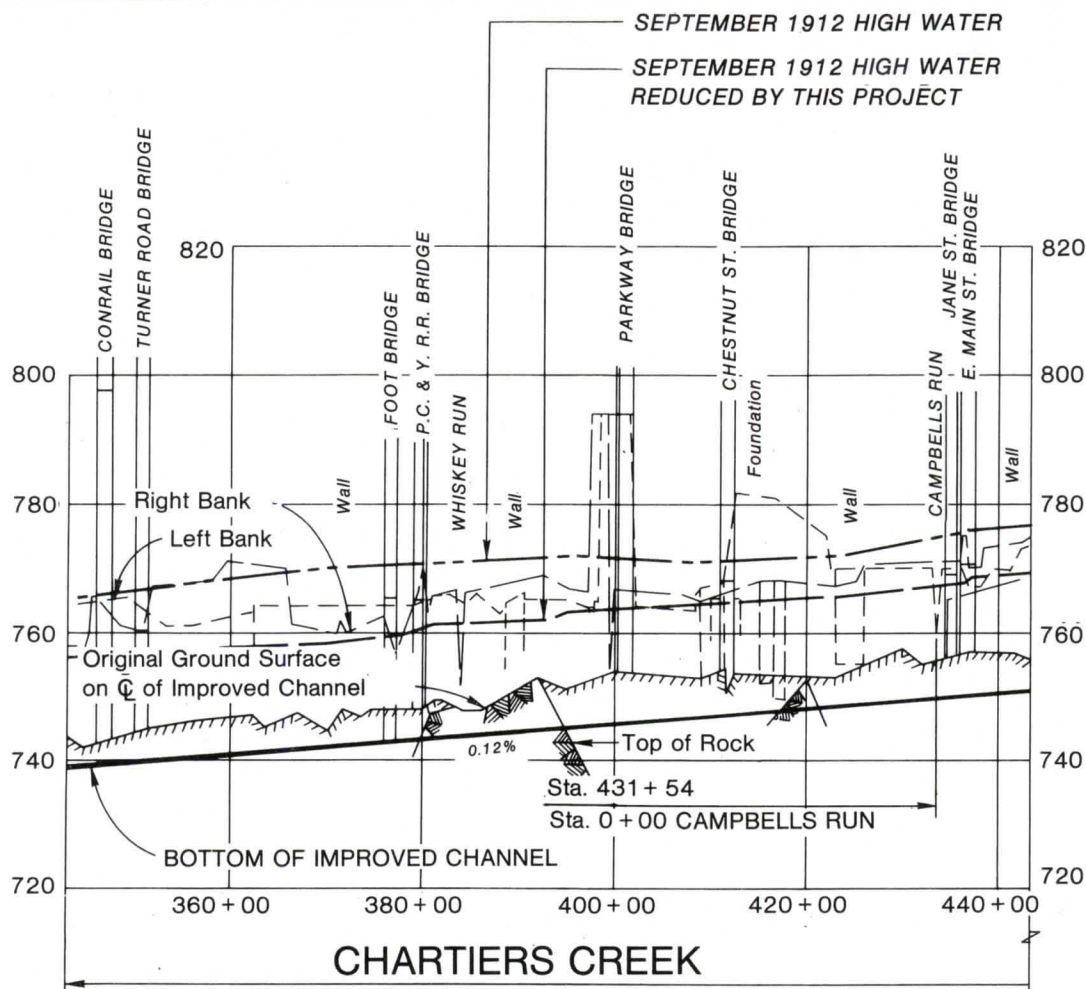 SEPTEMBER 1912 HIGH WATER
SEPTEMBER 1912 HIGH WATER
REDUCED BY THIS PROJECT
CONRAIL BRIDGE
TURNER ROAD BRIDGE
FOOT BRIDGE
P.C. & Y. R.R. BRIDGE
WHISKEY RUN
PARKWAY BRIDGE
CHESTNUT ST. BRIDGE
Foundation
CAMPBELLS RUN
JANE ST. BRIDGE
E. MAIN ST. BRIDGE
Wall
Wall
Wall
Wall
820
820
800
800
780
780
760
760
740
740
720
720
Right Bank
Left Bank
Original Ground Surface
on ℄ of Improved Channel
0.12%
Top of Rock
Sta. 431 + 54
Sta. 0 + 00 CAMPBELLS RUN
BOTTOM OF IMPROVED CHANNEL
360 + 00
380 + 00
400 + 00
420 + 00
440 + 00
CHARTIERS CREEK